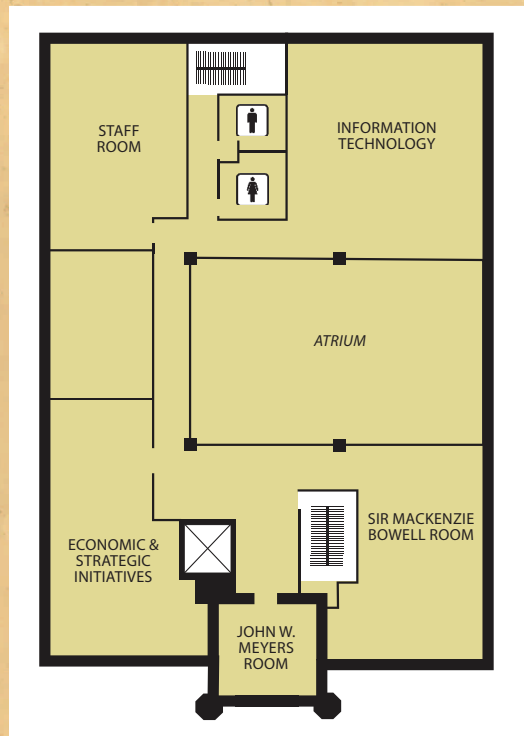 STAFF
ROOM
INFORMATION
TECHNOLOGY
ATRIUM
SIR MACKENZIE
BOWELL ROOM
ECONOMIC &
STRATEGIC
INITIATIVES
JOHN W.
MEYERS
ROOM